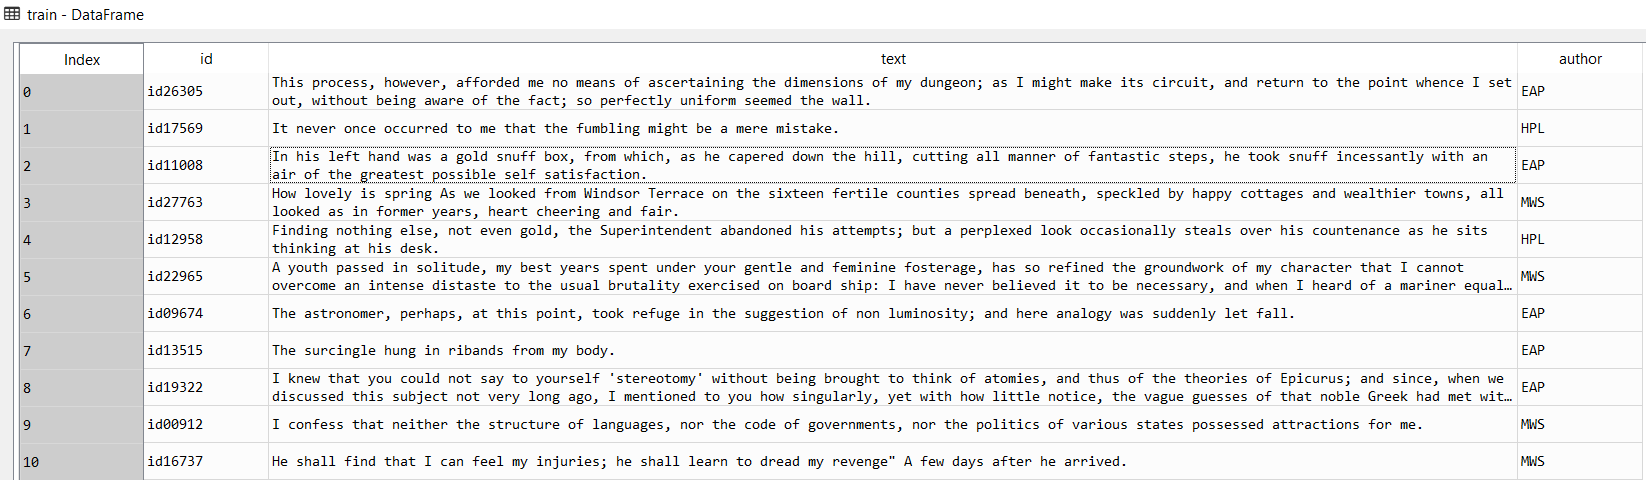 train - DataFrame
Index id text author
0 id26305 This process, however, afforded me no means of ascertaining the dimensions of my dungeon; as I might make its circuit, and return to the point whence I set
out, without being aware of the fact; so perfectly uniform seemed the wall. EAP
1 id17569 It never once occurred to me that the fumbling might be a mere mistake. HPL
2 id11008 In his left hand was a gold snuff box, from which, as he capered down the hill, cutting all manner of fantastic steps, he took snuff incessantly with an
air of the greatest possible self satisfaction. EAP
3 id27763 How lovely is spring As we looked from Windsor Terrace on the sixteen fertile counties spread beneath, speckled by happy cottages and wealthier towns, all
looked as in former years, heart cheering and fair. MWS
4 id12958 Finding nothing else, not even gold, the Superintendent abandoned his attempts; but a perplexed look occasionally steals over his countenance as he sits
thinking at his desk. HPL
5 id22965 A youth passed in solitude, my best years spent under your gentle and feminine fosterage, has so refined the groundwork of my character that I cannot
overcome an intense distaste to the usual brutality exercised on board ship: I have never believed it to be necessary, and when I heard of a mariner equal… MWS
6 id09674 The astronomer, perhaps, at this point, took refuge in the suggestion of non luminosity; and here analogy was suddenly let fall. EAP
7 id13515 The surcingle hung in ribands from my body. EAP
8 id19322 I knew that you could not say to yourself 'stereotomy' without being brought to think of atomies, and thus of the theories of Epicurus; and since, when we
discussed this subject not very long ago, I mentioned to you how singularly, yet with how little notice, the vague guesses of that noble Greek had met wit… EAP
9 id00912 I confess that neither the structure of languages, nor the code of governments, nor the politics of various states possessed attractions for me. MWS
10 id16737 He shall find that I can feel my injuries; he shall learn to dread my revenge" A few days after he arrived. MWS